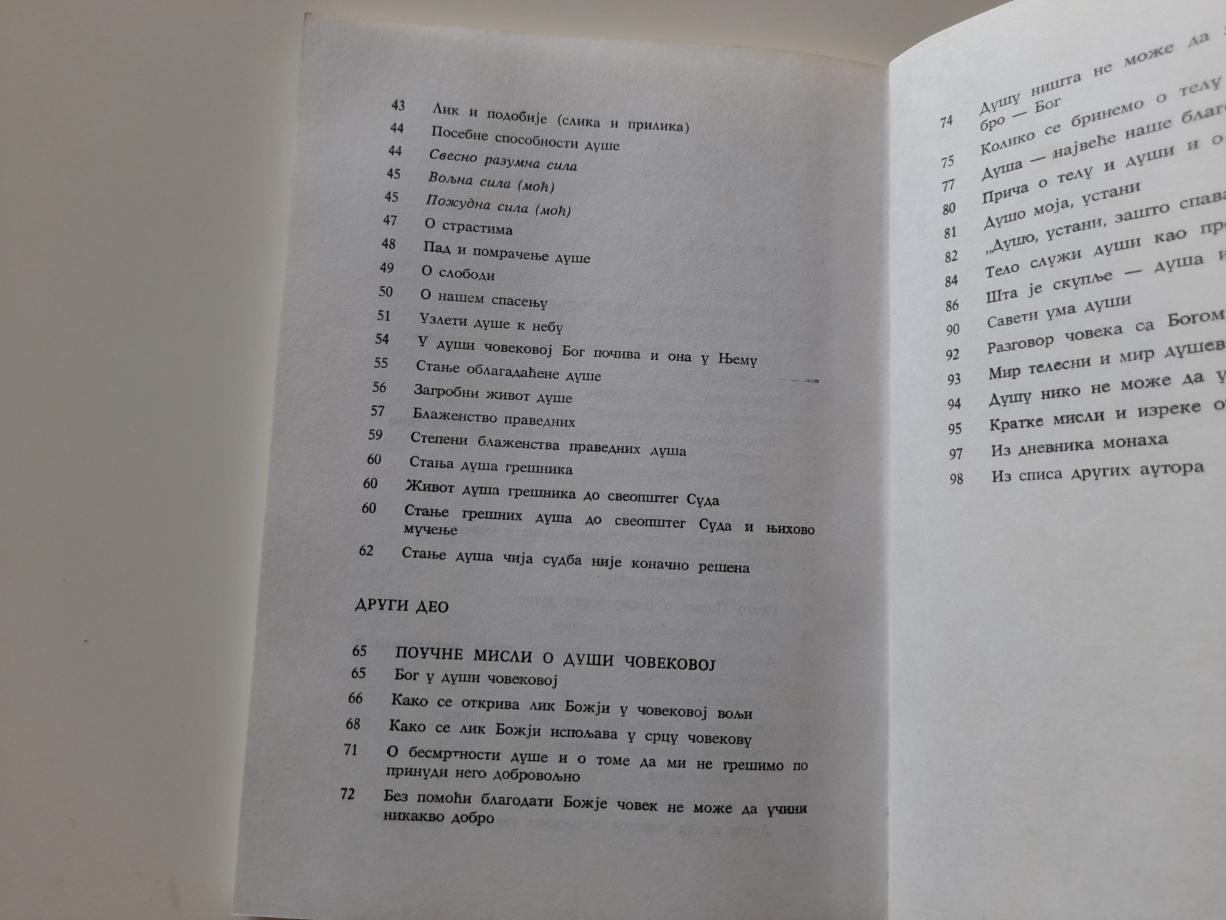 43 Лик и подобије (слика и прилика)
44 Посебне способности душе
44 Свесно разумна сила
45 Вољна сила (моћ)
45 Пожудна сила (моћ)
47 О страстима
48 Пад и помрачење душе
49 О слободи
50 О нашем спасењу
51 Узлети душе к небу
54 У души човековој Бог почива и она у Њему
55 Стање облагадаћене душе
56 Загробни живот душе
57 Блаженство праведних
59 Степени блаженства праведних душа
60 Стања душа грешника
60 Живот душа грешника до свеопштег Суда
60 Стање грешних душа до свеопштег Суда и њихово
мучење
62 Стање душа чија судба није коначно решена
ДРУГИ ДЕО
65 ПОУЧНЕ МИСЛИ О ДУШИ ЧОВЕКОВОЈ
65 Бог у души човековој
66 Како се открива лик Божји у човековој вољи
68 Како се лик Божји испољава у срцу човекову
71 О бесмртности душе и о томе да ми не грешимо по
принуди него добровољно
72 Без помоћи благодати Божје човек не може да учини
никакво добро
74 Душу ништа не може да
бро — Бог
75 Колико се бринемо о телу
77 Душа — највеће наше
80 Прича о телу и души и о
81 Душо моја, устани
82 „Душо, устани, зашто
84 Тело служи души као
86 Шта је скупље — душа
90 Савети ума души
92 Разговор човека са Богом
93 Мир телесни и мир
94 Душу нико не може да
95 Кратке мисли и изреке
97 Из дневника монаха
98 Из списа других аутора